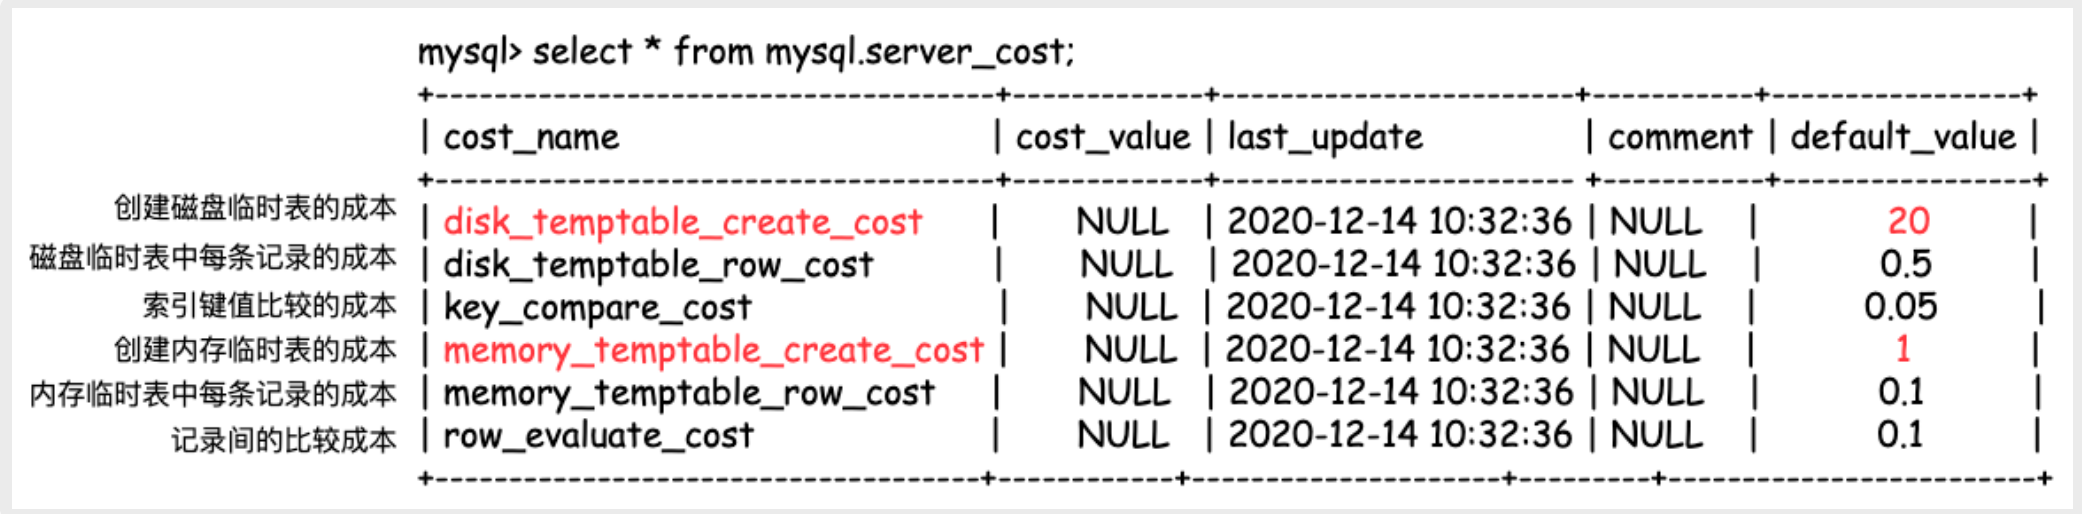 mysql> select * from mysql.server_cost;
+--------------------------------------+-------------+------------------------+-----------+-----------------+
| cost_name | cost_value | last_update | comment | default_value |
+--------------------------------------+-------------+------------------------+-----------+-----------------+
创建磁盘临时表的成本 | disk_temptable_create_cost | NULL | 2020-12-14 10:32:36 | NULL | 20 |
磁盘临时表中每条记录的成本 | disk_temptable_row_cost | NULL | 2020-12-14 10:32:36 | NULL | 0.5 |
索引键值比较的成本 | key_compare_cost | NULL | 2020-12-14 10:32:36 | NULL | 0.05 |
创建内存临时表的成本 | memory_temptable_create_cost | NULL | 2020-12-14 10:32:36 | NULL | 1 |
内存临时表中每条记录的成本 | memory_temptable_row_cost | NULL | 2020-12-14 10:32:36 | NULL | 0.1 |
记录间的比较成本 | row_evaluate_cost | NULL | 2020-12-14 10:32:36 | NULL | 0.1 |
+-------------------------------------+------------+---------------------+---------+--------------------------+